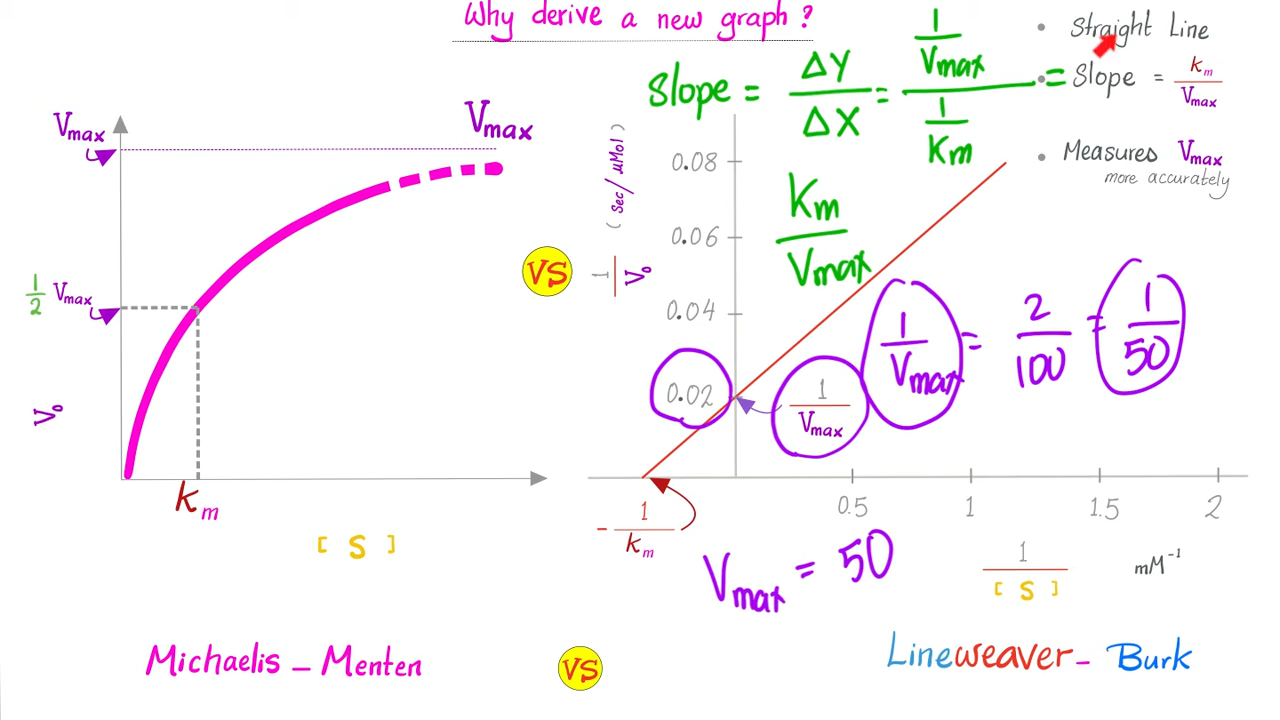 Why derive a new graph?
• Straight Line
• Slope = km/Vmax
• Measures Vmax
more accurately
Slope = ΔY/ΔX = 1/Vmax / 1/Km =
Km/Vmax
Vmax
Vmax
1/2 Vmax
V₀
km
[ S ]
VS
1/V₀ (sec/μMol)
0.08
0.06
0.04
0.02
1/Vmax
1/Vmax = 2/100 = 1/50
0.5
1
1.5
2
- 1/km
Vmax = 50
1/[ S ]
mM⁻¹
Michaelis - Menten
VS
Lineweaver - Burk